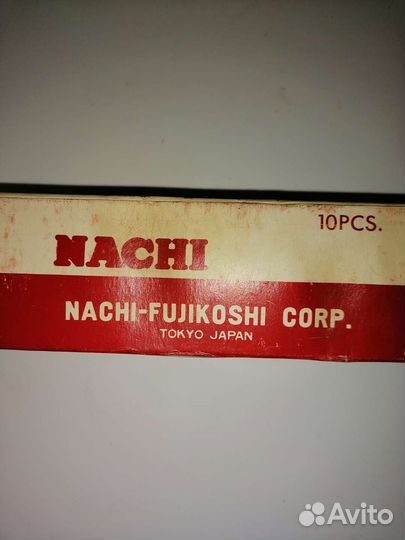 10PCS.
NACHI
NACHI-FUJIKOSHI CORP.
TOKYO JAPAN
Avito